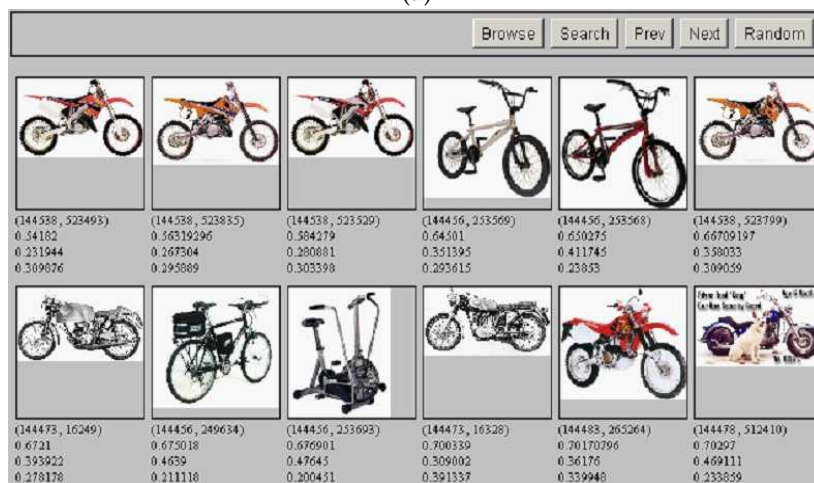 Browse Search Prev Next Random
(144538, 523493) (144538, 523835) (144538, 523529) (144456, 253569) (144456, 253568) (144538, 523799)
0.54182 0.56319296 0.584279 0.64501 0.650275 0.66709197
0.231944 0.267304 0.280881 0.351395 0.411745 0.358033
0.309876 0.295889 0.303398 0.293615 0.23853 0.309059
(144473, 16249) (144456, 249634) (144456, 253693) (144473, 16328) (144483, 265264) (144478, 512410)
0.6721 0.675018 0.676901 0.700339 0.70170796 0.70297
0.393922 0.4639 0.47645 0.309002 0.36176 0.469111
0.278178 0.211118 0.200451 0.391337 0.339948 0.233859